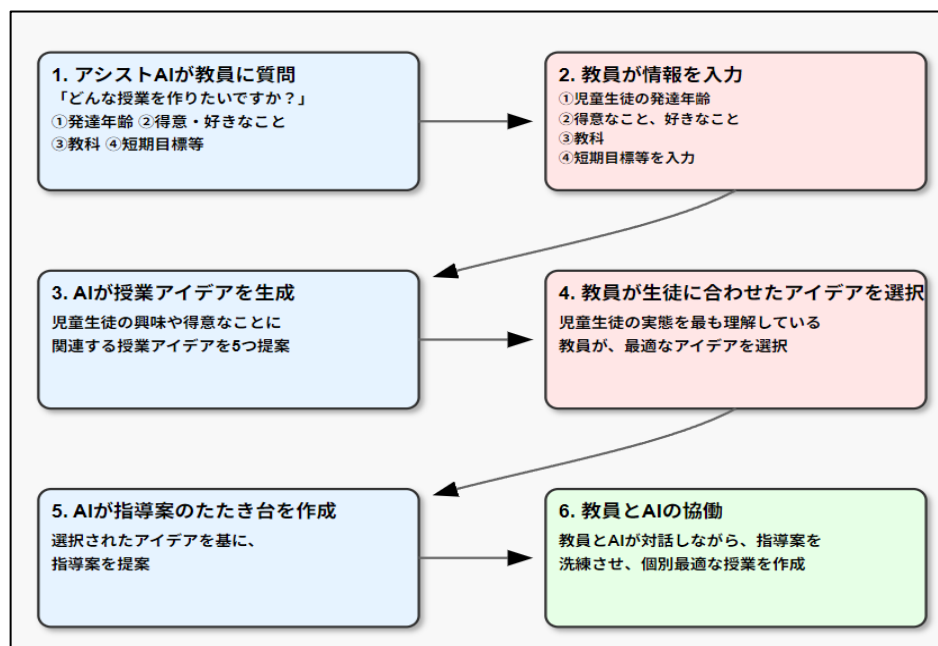 1. アシストAIが教員に質問
「どんな授業を作りたいですか？」
①発達年齢 ②得意・好きなこと
③教科 ④短期目標等
2. 教員が情報を入力
①児童生徒の発達年齢
②得意なこと、好きなこと
③教科
④短期目標等を入力
3. AIが授業アイデアを生成
児童生徒の興味や得意なことに
関連する授業アイデアを5つ提案
4. 教員が生徒に合わせたアイデアを選択
児童生徒の実態を最も理解している
教員が、最適なアイデアを選択
5. AIが指導案のたたき台を作成
選択されたアイデアを基に、
指導案を提案
6. 教員とAIの協働
教員とAIが対話しながら、指導案を
洗練させ、個別最適な授業を作成